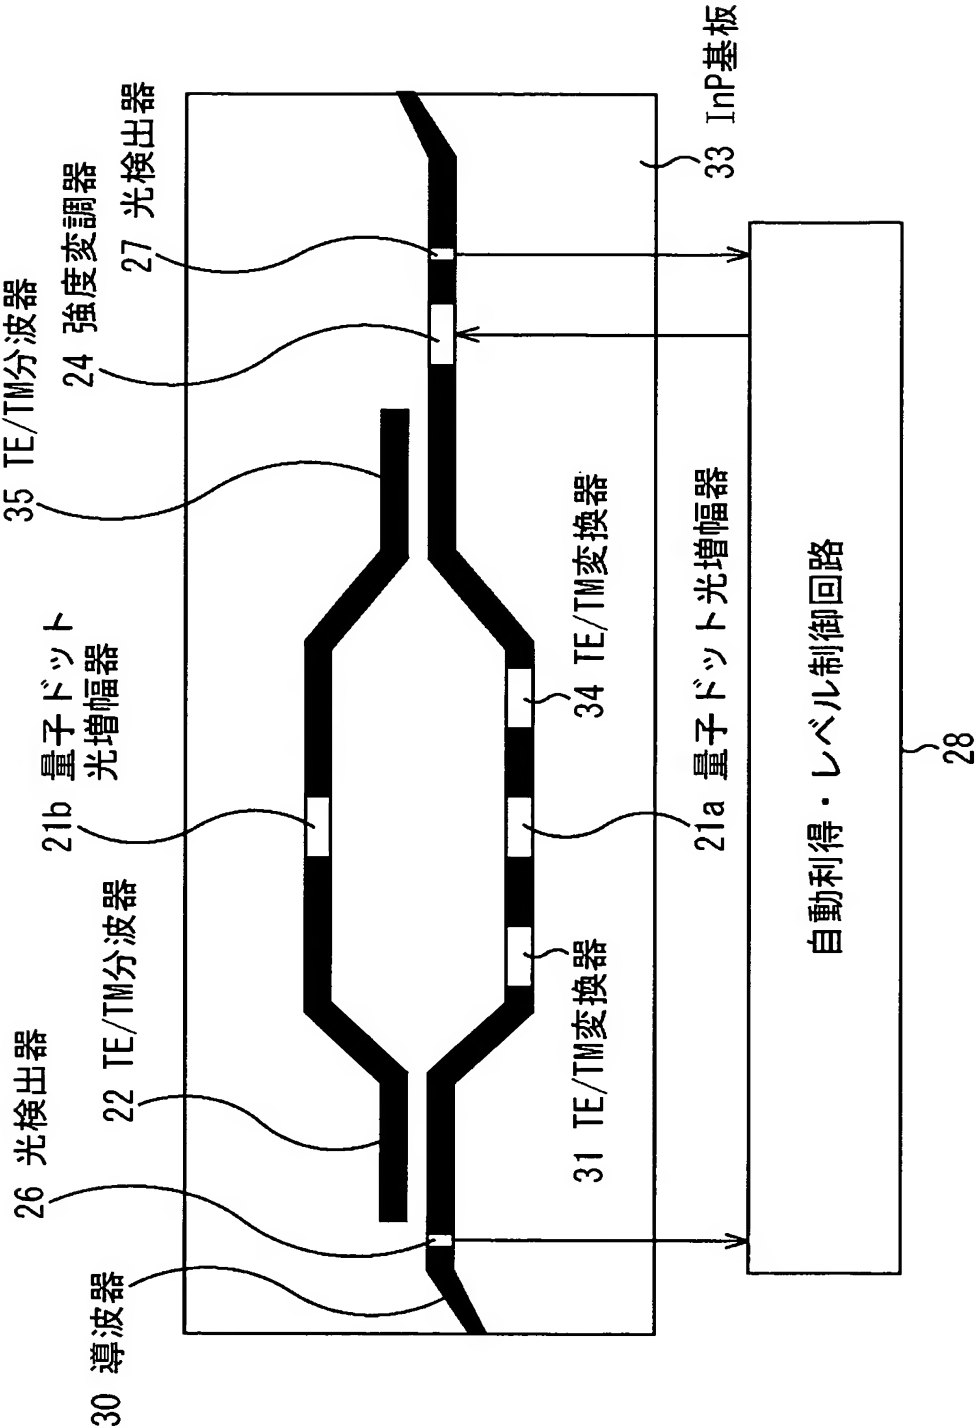 35 TE/TM分波器
24 強度変調器
27 光検出器
33 InP基板
21b 量子ドット
光増幅器
22 TE/TM分波器
26 光検出器
30 導波器
34 TE/TM変換器
21a 量子ドット光増幅器
31 TE/TM変換器
自動利得・レベル制御回路
28